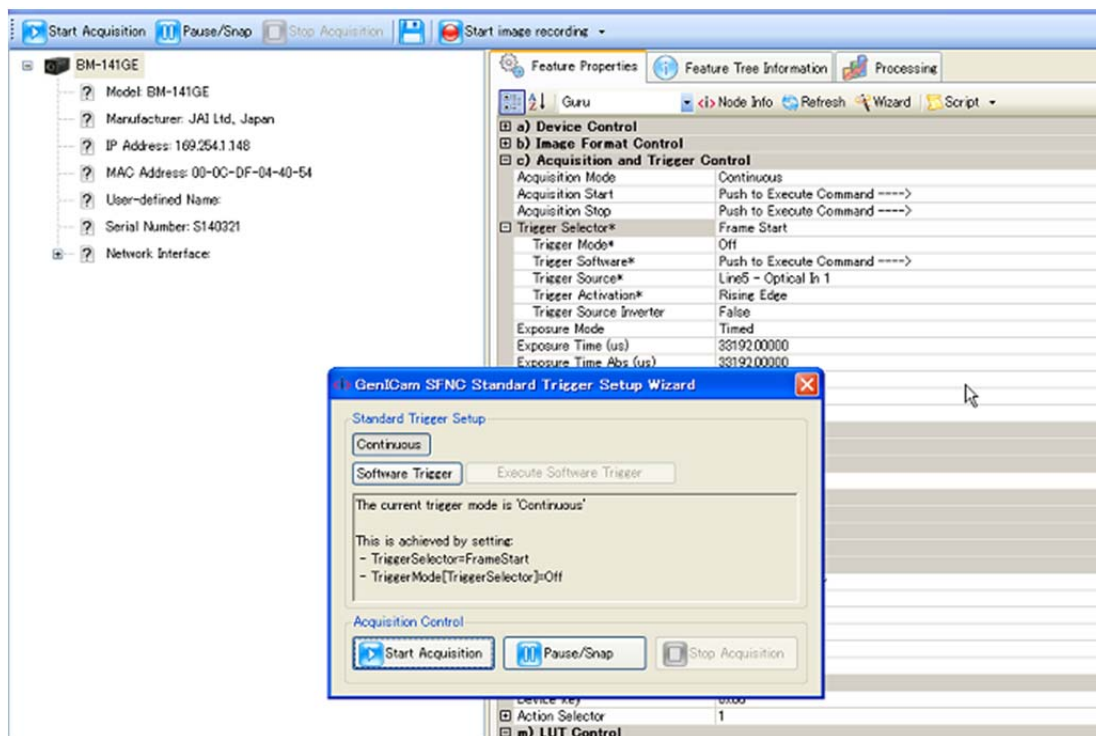 Start Acquisition Pause/Snap Stop Acquisition Start image recording
BM-141GE
Model: BM-141GE
Manufacturer: JAI Ltd., Japan
IP Address: 169.254.1.148
MAC Address: 00-0C-DF-04-40-54
User-defined Name:
Serial Number: S140321
Network Interface:
Feature Properties Feature Tree Information Processing
Guru Node Info Refresh Wizard Script
a) Device Control
b) Image Format Control
c) Acquisition and Trigger Control
Acquisition Mode Continuous
Acquisition Start Push to Execute Command ---->
Acquisition Stop Push to Execute Command ---->
Trigger Selector* Frame Start
Trigger Mode* Off
Trigger Software* Push to Execute Command ---->
Trigger Source* Line5 - Optical In 1
Trigger Activation* Rising Edge
Trigger Source Inverter False
Exposure Mode Timed
Exposure Time (us) 33192.00000
Exposure Time Abs (us) 33192.00000
GenICam SFNC Standard Trigger Setup Wizard
Standard Trigger Setup
Continuous
Software Trigger Execute Software Trigger
The current trigger mode is 'Continuous'
This is achieved by setting:
- TriggerSelector=FrameStart
- TriggerMode[TriggerSelector]=Off
Acquisition Control
Start Acquisition Pause/Snap Stop Acquisition
Device Key
Action Selector 1
m) LUT Control